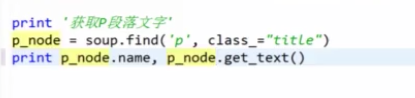 print '获取P段落文字'
p_node = soup.find('p', class_="title")
print p_node.name, p_node.get_text()